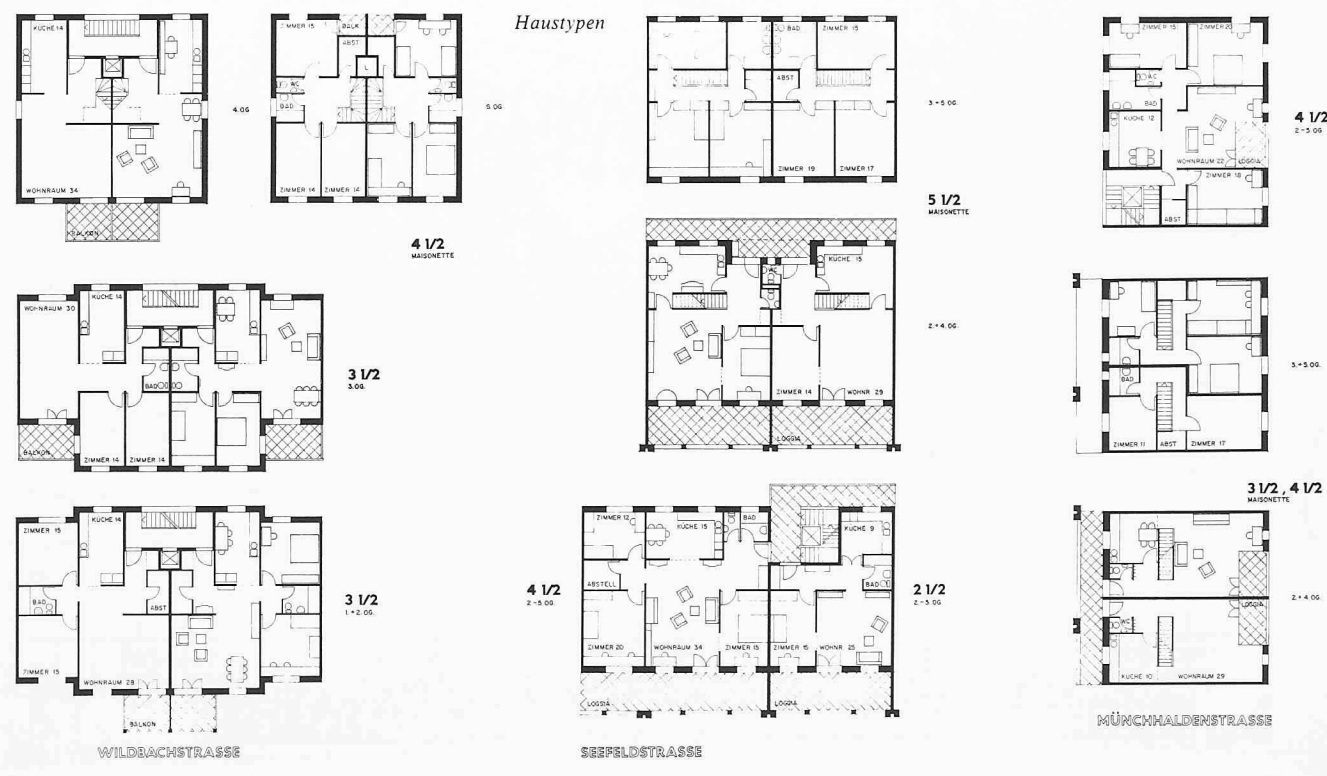 Haustypen
KÜCHE 14
4. OG
WOHNRAUM 34
BALKON
ZIMMER 15
BALK
ABST
L
WC
BAD
5. OG
ZIMMER 14
ZIMMER 14
4 1/2
MAISONETTE
WOHNRAUM 30
KÜCHE 14
BAD
3 1/2
3. OG.
BALKON
ZIMMER 14
ZIMMER 14
ZIMMER 15
KÜCHE 14
BAD
ABST
3 1/2
1. + 2. OG.
ZIMMER 15
WOHNRAUM 28
BALKON
WILDBACHSTRASSE
BAD
ZIMMER 15
ABST
3. + 5. OG.
ZIMMER 19
ZIMMER 17
5 1/2
MAISONETTE
WC
KÜCHE 15
2. + 4. OG.
ZIMMER 14
WOHNR. 29
LOGGIA
ZIMMER 12
KÜCHE 15
BAD
KÜCHE 9
ABSTELL
BAD
4 1/2
2.-5. OG.
2 1/2
2.-5. OG
ZIMMER 20
WOHNRAUM 34
ZIMMER 15
ZIMMER 15
WOHNR. 25
LOGGIA
LOGGIA
SEEFELDSTRASSE
ZIMMER 15
ZIMMER 20
WC
BAD
KÜCHE 12
4 1/2
2.-5. OG
WOHNRAUM 22
LOGGIA
ZIMMER 18
ABST
BAD
3. + 5. OG.
ZIMMER 11
ABST
ZIMMER 17
3 1/2, 4 1/2
MAISONETTE
LOGGIA
2. + 4. OG.
WC
KÜCHE 10
WOHNRAUM 29
MÜNCHHALDENSTRASSE